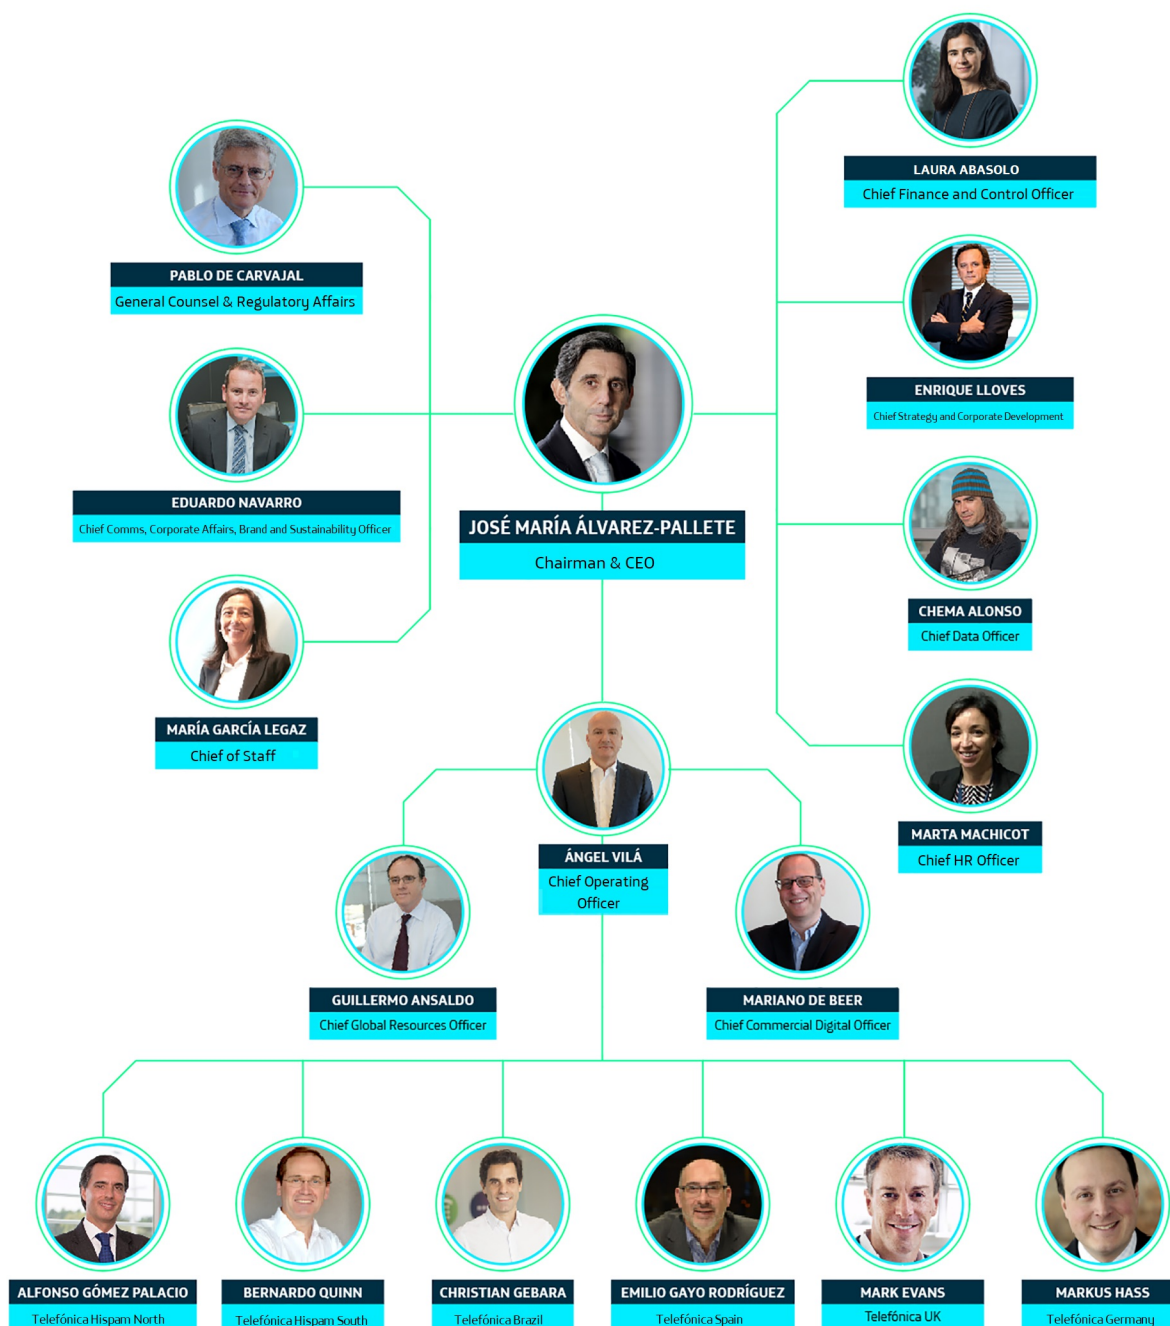 LAURA ABASOLO
Chief Finance and Control Officer
PABLO DE CARVAJAL
General Counsel & Regulatory Affairs
ENRIQUE LLOVES
Chief Strategy and Corporate Development
EDUARDO NAVARRO
Chief Comms, Corporate Affairs, Brand and Sustainability Officer
JOSÉ MARÍA ÁLVAREZ-PALLETE
Chairman & CEO
CHEMA ALONSO
Chief Data Officer
MARÍA GARCÍA LEGAZ
Chief of Staff
MARTA MACHICOT
Chief HR Officer
ÁNGEL VILÁ
Chief Operating
Officer
GUILLERMO ANSALDO
Chief Global Resources Officer
MARIANO DE BEER
Chief Commercial Digital Officer
ALFONSO GÓMEZ PALACIO
Telefónica Hispam North
BERNARDO QUINN
Telefónica Hispam South
CHRISTIAN GEBARA
Telefónica Brazil
EMILIO GAYO RODRÍGUEZ
Telefónica Spain
MARK EVANS
Telefónica UK
MARKUS HASS
Telefónica Germany